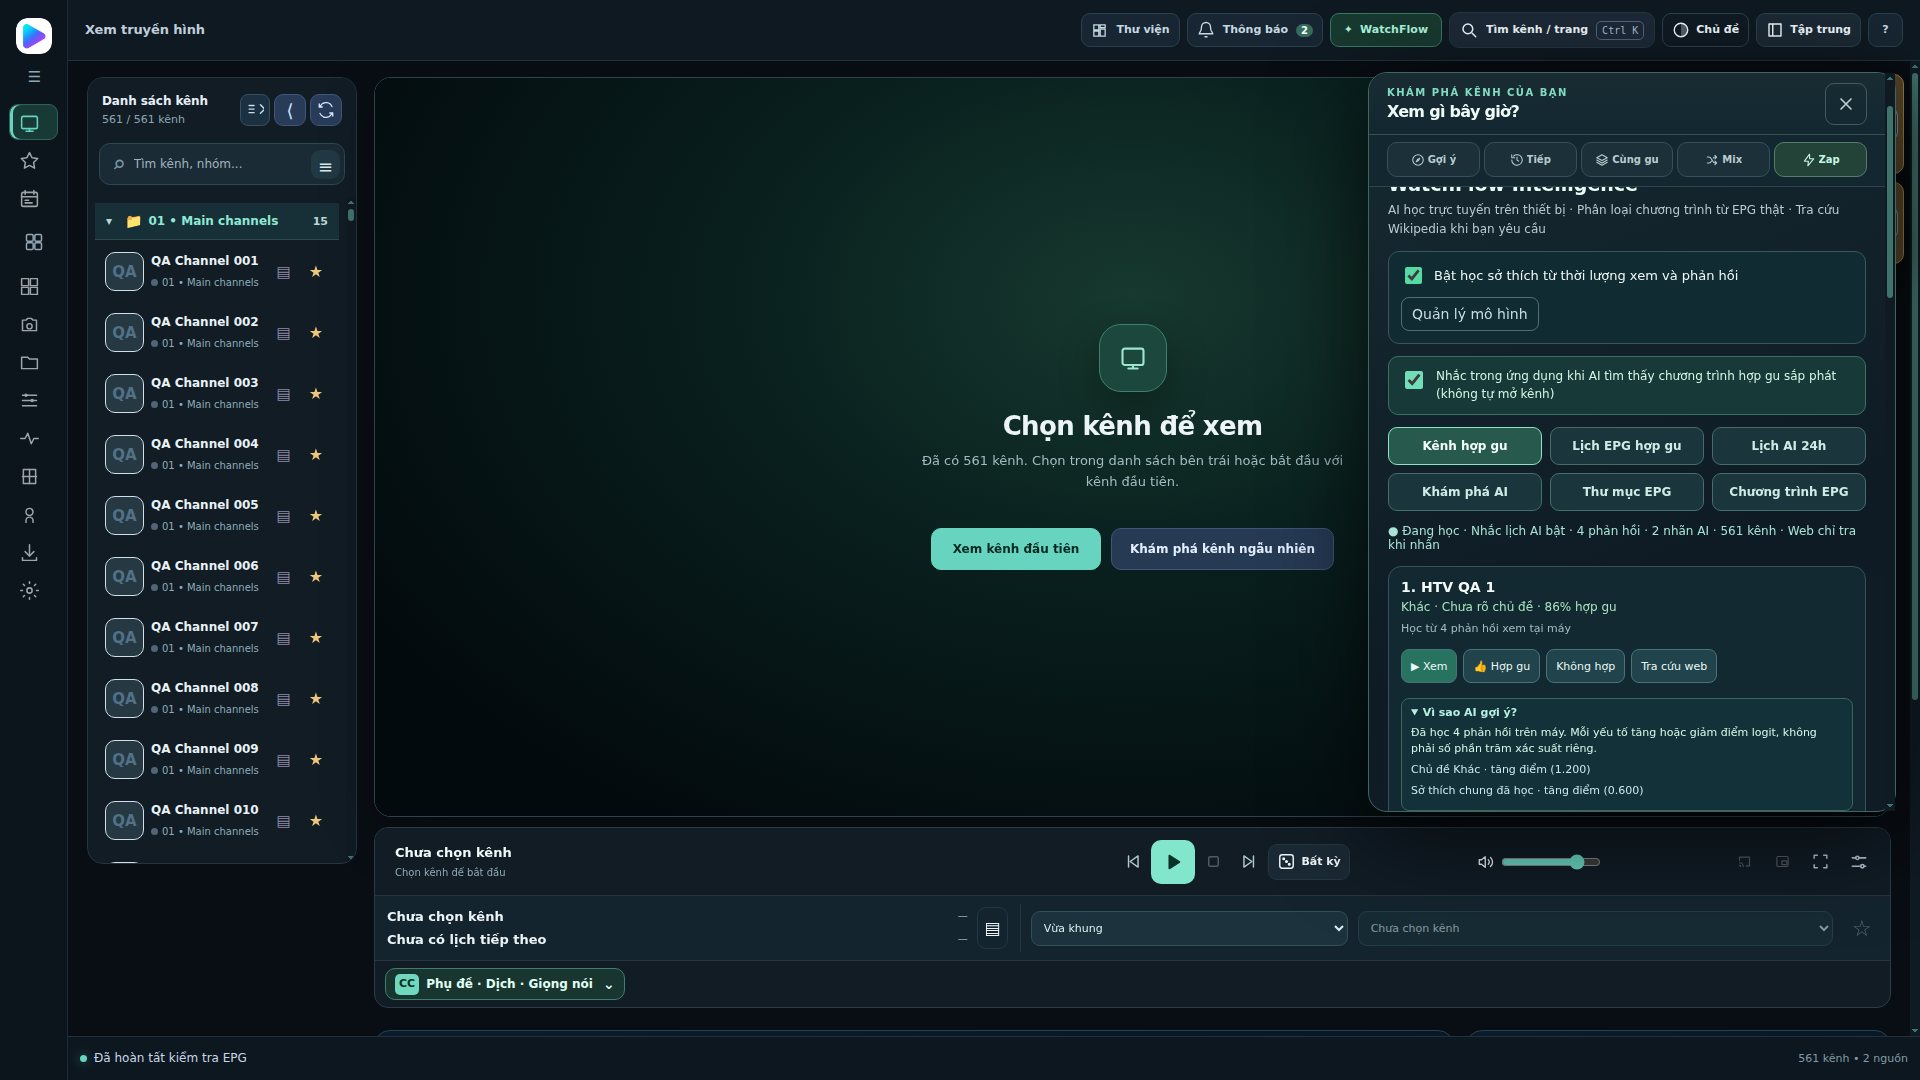 Xem truyền hình
Thư viện
Thông báo 2
✦ WatchFlow
Tìm kênh / trang Ctrl K
Chủ đề
Tập trung
?
Danh sách kênh
561 / 561 kênh
Tìm kênh, nhóm...
01 • Main channels 15
QA QA Channel 001
01 • Main channels
QA QA Channel 002
01 • Main channels
QA QA Channel 003
01 • Main channels
QA QA Channel 004
01 • Main channels
QA QA Channel 005
01 • Main channels
QA QA Channel 006
01 • Main channels
QA QA Channel 007
01 • Main channels
QA QA Channel 008
01 • Main channels
QA QA Channel 009
01 • Main channels
QA QA Channel 010
01 • Main channels
Chọn kênh để xem
Đã có 561 kênh. Chọn trong danh sách bên trái hoặc bắt đầu với
kênh đầu tiên.
Xem kênh đầu tiên
Khám phá kênh ngẫu nhiên
KHÁM PHÁ KÊNH CỦA BẠN
Xem gì bây giờ?
Gợi ý
Tiếp
Cùng gu
Mix
Zap
WatchFlow Intelligence
AI học trực tuyến trên thiết bị · Phân loại chương trình từ EPG thật · Tra cứu
Wikipedia khi bạn yêu cầu
Bật học sở thích từ thời lượng xem và phản hồi
Quản lý mô hình
Nhắc trong ứng dụng khi AI tìm thấy chương trình hợp gu sắp phát
(không tự mở kênh)
Kênh hợp gu
Lịch EPG hợp gu
Lịch AI 24h
Khám phá AI
Thư mục EPG
Chương trình EPG
● Đang học · Nhắc lịch AI bật · 4 phản hồi · 2 nhãn AI · 561 kênh · Web chỉ tra
khi nhấn
1. HTV QA 1
Khác · Chưa rõ chủ đề · 86% hợp gu
Học từ 4 phản hồi xem tại máy
▶ Xem
👍 Hợp gu
Không hợp
Tra cứu web
▼ Vì sao AI gợi ý?
Đã học 4 phản hồi trên máy. Mỗi yếu tố tăng hoặc giảm điểm logit, không
phải số phần trăm xác suất riêng.
Chủ đề Khác · tăng điểm (1.200)
Sở thích chung đã học · tăng điểm (0.600)
Chưa chọn kênh
Chọn kênh để bắt đầu
Bất kỳ
Chưa chọn kênh —
Chưa có lịch tiếp theo —
Vừa khung
Chưa chọn kênh
CC Phụ đề · Dịch · Giọng nói
Đã hoàn tất kiểm tra EPG
561 kênh • 2 nguồn